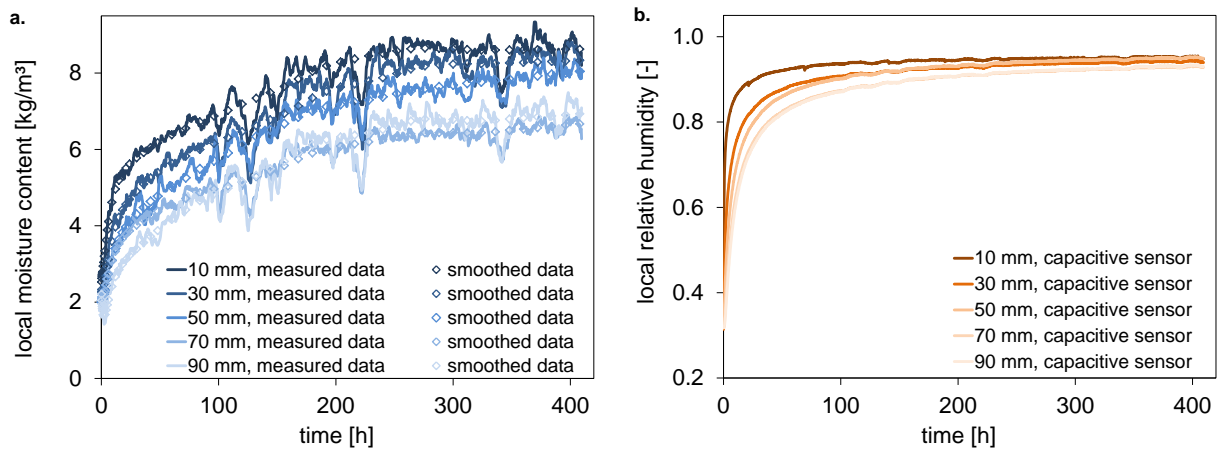 a.
local moisture content [kg/m³]
8
6
4
2
0
0 100 200 300 400
time [h]
10 mm, measured data smoothed data
30 mm, measured data smoothed data
50 mm, measured data smoothed data
70 mm, measured data smoothed data
90 mm, measured data smoothed data
b.
local relative humidity [-]
1.0
0.8
0.6
0.4
0.2
0 100 200 300 400
time [h]
10 mm, capacitive sensor
30 mm, capacitive sensor
50 mm, capacitive sensor
70 mm, capacitive sensor
90 mm, capacitive sensor